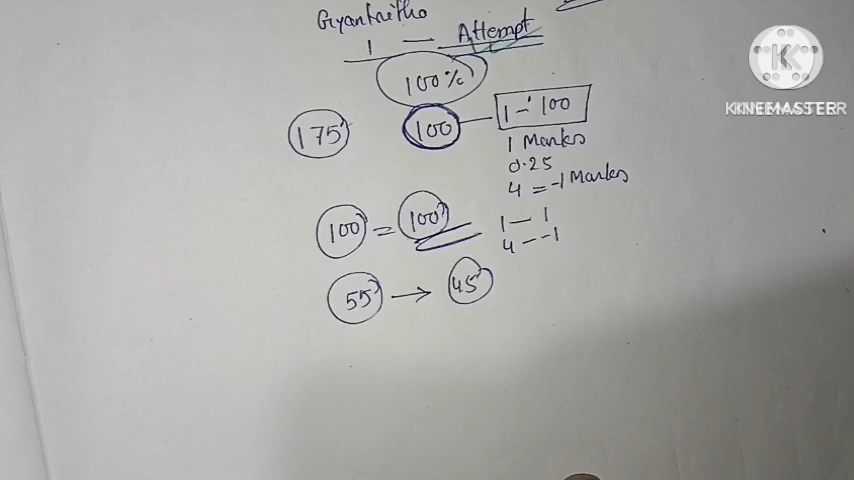 Gyantritho
1 — Attempt
100%
175
100 — 1 - 100
1 Marks
0.25
4 = -1 Marks
100 = 100
1 — 1
4 - -1
55 → 45
KINEMASTER